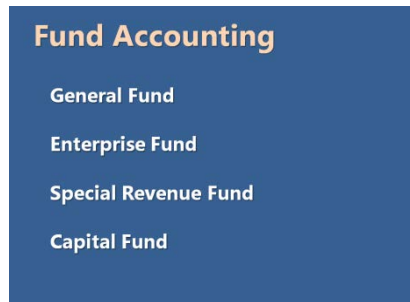 Fund Accounting
General Fund
Enterprise Fund
Special Revenue Fund
Capital Fund